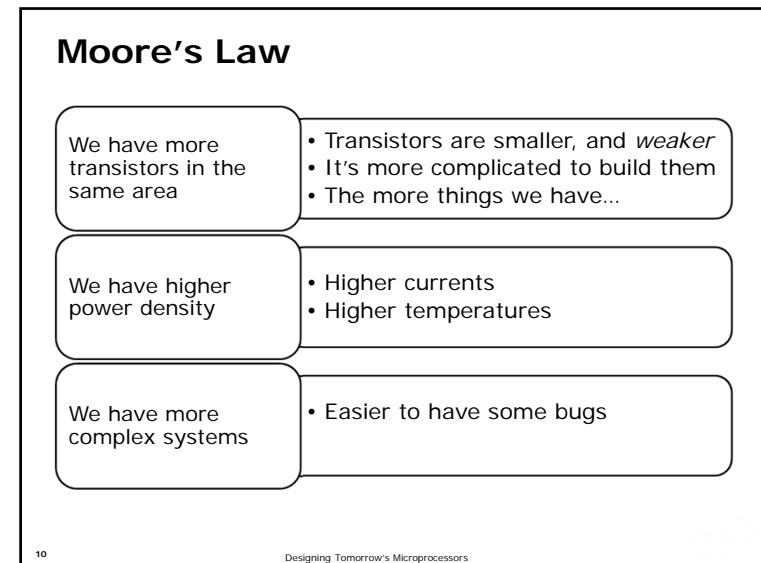 Moore's Law
We have more
transistors in the
same area
• Transistors are smaller, and weaker
• It's more complicated to build them
• The more things we have...
We have higher
power density
• Higher currents
• Higher temperatures
We have more
complex systems
• Easier to have some bugs
10
Designing Tomorrow's Microprocessors